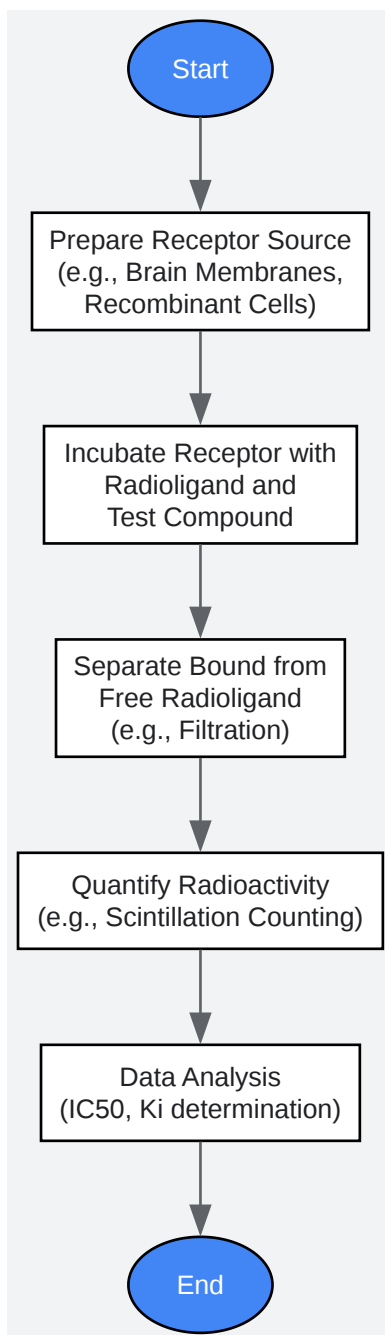 Start
Prepare Receptor Source
(e.g., Brain Membranes,
Recombinant Cells)
Incubate Receptor with
Radioligand and
Test Compound
Separate Bound from
Free Radioligand
(e.g., Filtration)
Quantify Radioactivity
(e.g., Scintillation Counting)
Data Analysis
(IC50, Ki determination)
End